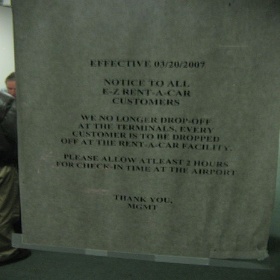 EFFECTIVE 03/20/2007
NOTICE TO ALL
E-Z RENT-A-CAR
CUSTOMERS
WE NO LONGER DROP-OFF
AT THE TERMINALS, EVERY
CUSTOMER IS TO BE DROPPED
OFF AT THE RENT-A-CAR FACILITY.
PLEASE ALLOW ATLEAST 2 HOURS
FOR CHECK-IN TIME AT THE AIRPORT
THANK YOU,
MGMT